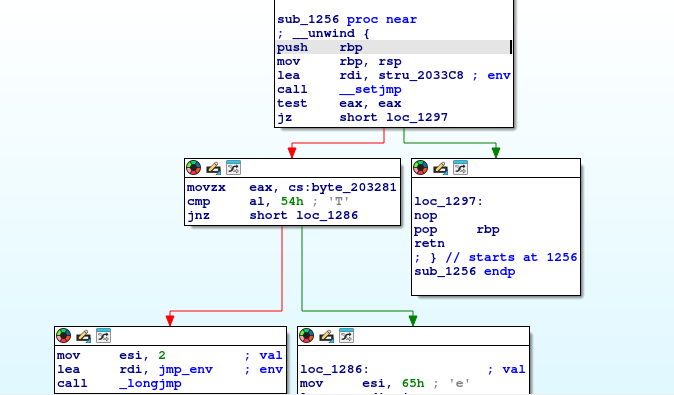 sub_1256 proc near
; __unwind {
push    rbp
mov     rbp, rsp
lea     rdi, stru_2033C8 ; env
call    __setjmp
test    eax, eax
jz      short loc_1297
movzx   eax, cs:byte_203281
cmp     al, 54h ; 'T'
jnz     short loc_1286
loc_1297:
nop
pop     rbp
retn
; } // starts at 1256
sub_1256 endp
mov     esi, 2          ; val
lea     rdi, jmp_env    ; env
call    _longjmp
loc_1286:               ; val
mov     esi, 65h ; 'e'